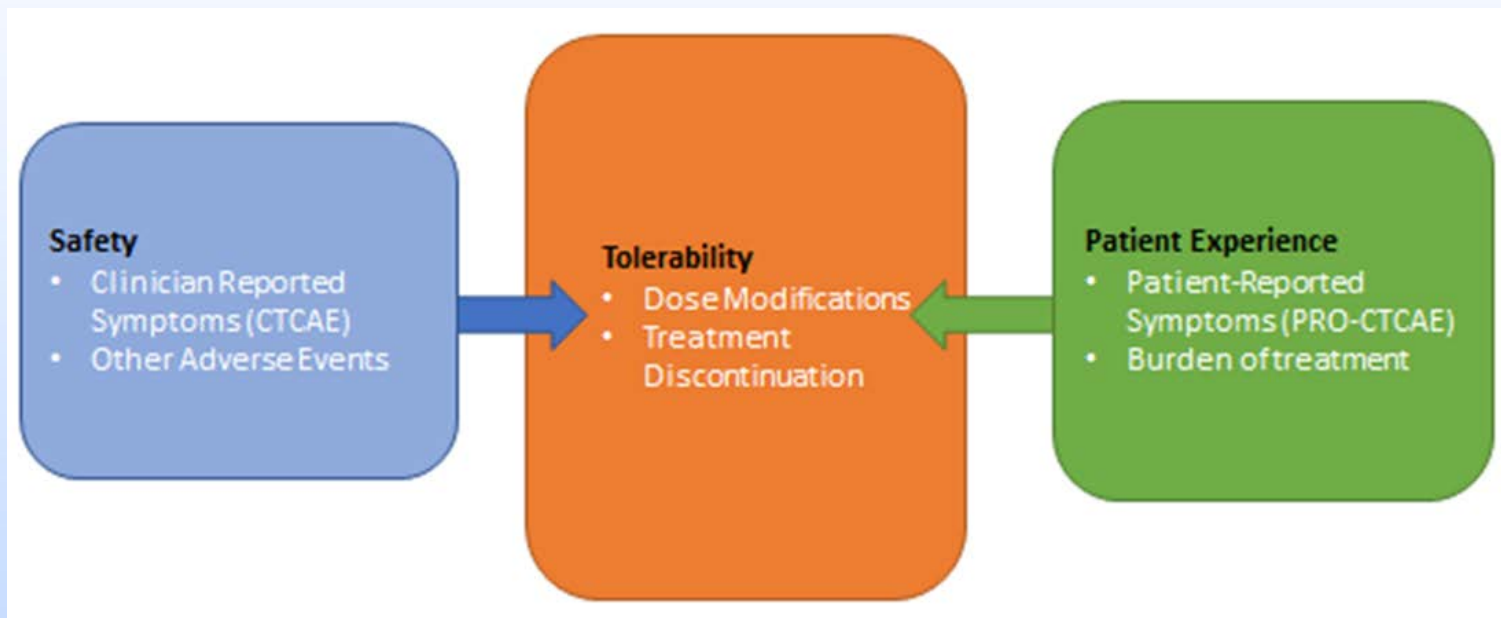 Safety
• Clinician Reported
Symptoms (CTCAE)
• Other Adverse Events
Tolerability
• Dose Modifications
• Treatment
Discontinuation
Patient Experience
• Patient-Reported
Symptoms (PRO-CTCAE)
• Burden of treatment